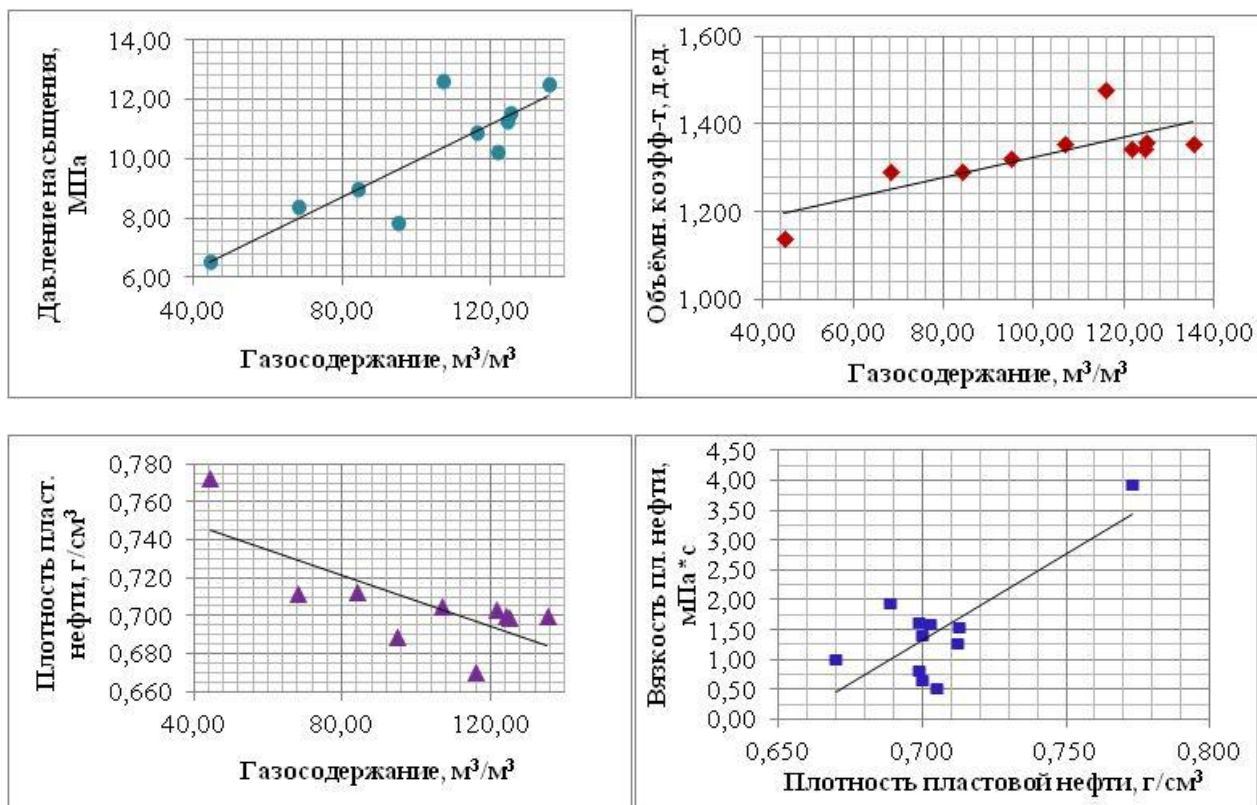 Давление насыщения,
МПа
14,00
12,00
10,00
8,00
6,00
40,00 80,00 120,00
Газосодержание, м³/м³
Объёмн. коэфф-т, д.ед.
1,600
1,400
1,200
1,000
40,00 60,00 80,00 100,00 120,00 140,00
Газосодержание, м³/м³
Плотность пласт.
нефти, г/см³
0,780
0,760
0,740
0,720
0,700
0,680
0,660
40,00 80,00 120,00
Газосодержание, м³/м³
Вязкость пл. нефти,
мПа*с
4,50
4,00
3,50
3,00
2,50
2,00
1,50
1,00
0,50
0,00
0,650 0,700 0,750 0,800
Плотность пластовой нефти, г/см³